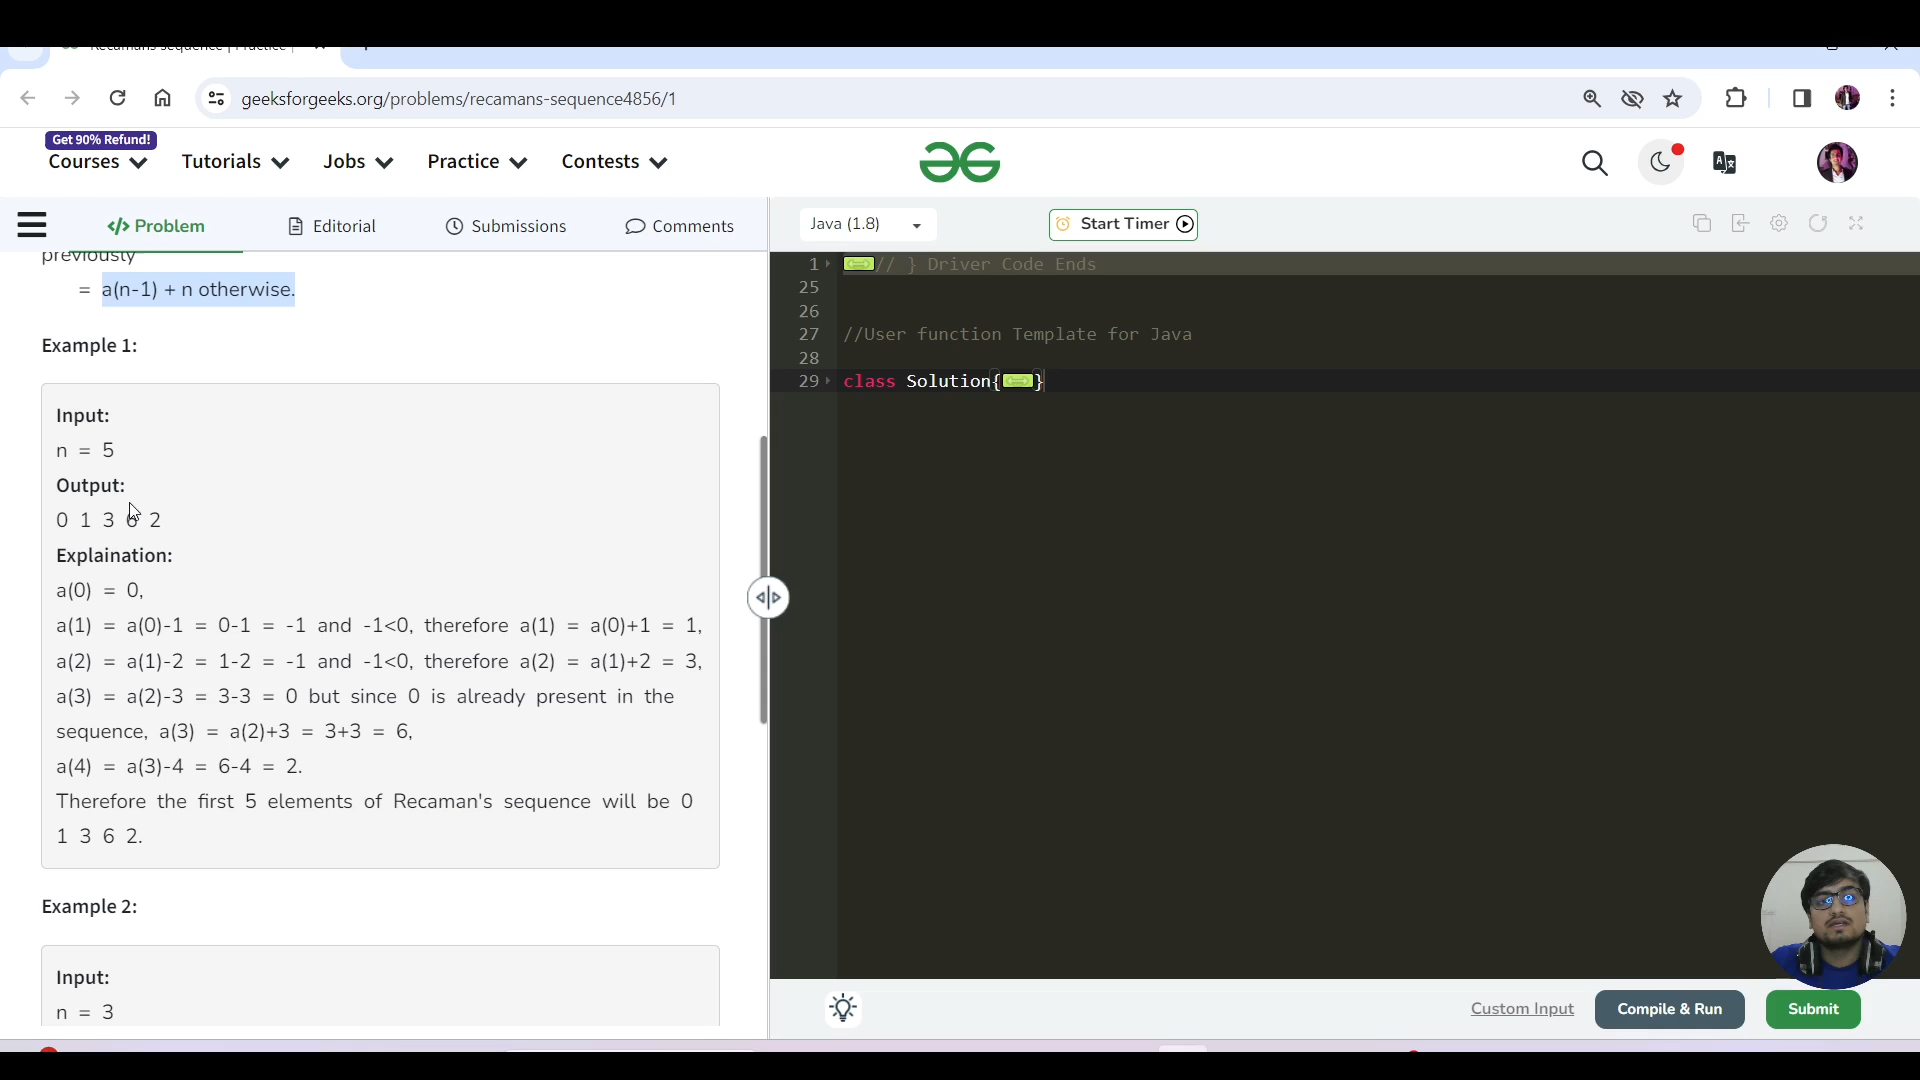 Recamans sequence | Practice |
geeksforgeeks.org/problems/recamans-sequence4856/1
Get 90% Refund!
Courses Tutorials Jobs Practice Contests
Problem Editorial Submissions Comments
Java (1.8) Start Timer
previously
= a(n-1) + n otherwise.
Example 1:
Input:
n = 5
Output:
0 1 3 6 2
Explaination:
a(0) = 0,
a(1) = a(0)-1 = 0-1 = -1 and -1<0, therefore a(1) = a(0)+1 = 1,
a(2) = a(1)-2 = 1-2 = -1 and -1<0, therefore a(2) = a(1)+2 = 3,
a(3) = a(2)-3 = 3-3 = 0 but since 0 is already present in the
sequence, a(3) = a(2)+3 = 3+3 = 6,
a(4) = a(3)-4 = 6-4 = 2.
Therefore the first 5 elements of Recaman's sequence will be 0
1 3 6 2.
Example 2:
Input:
n = 3
1 // } Driver Code Ends
25
26
27 //User function Template for Java
28
29 class Solution{}
Custom Input Compile & Run Submit